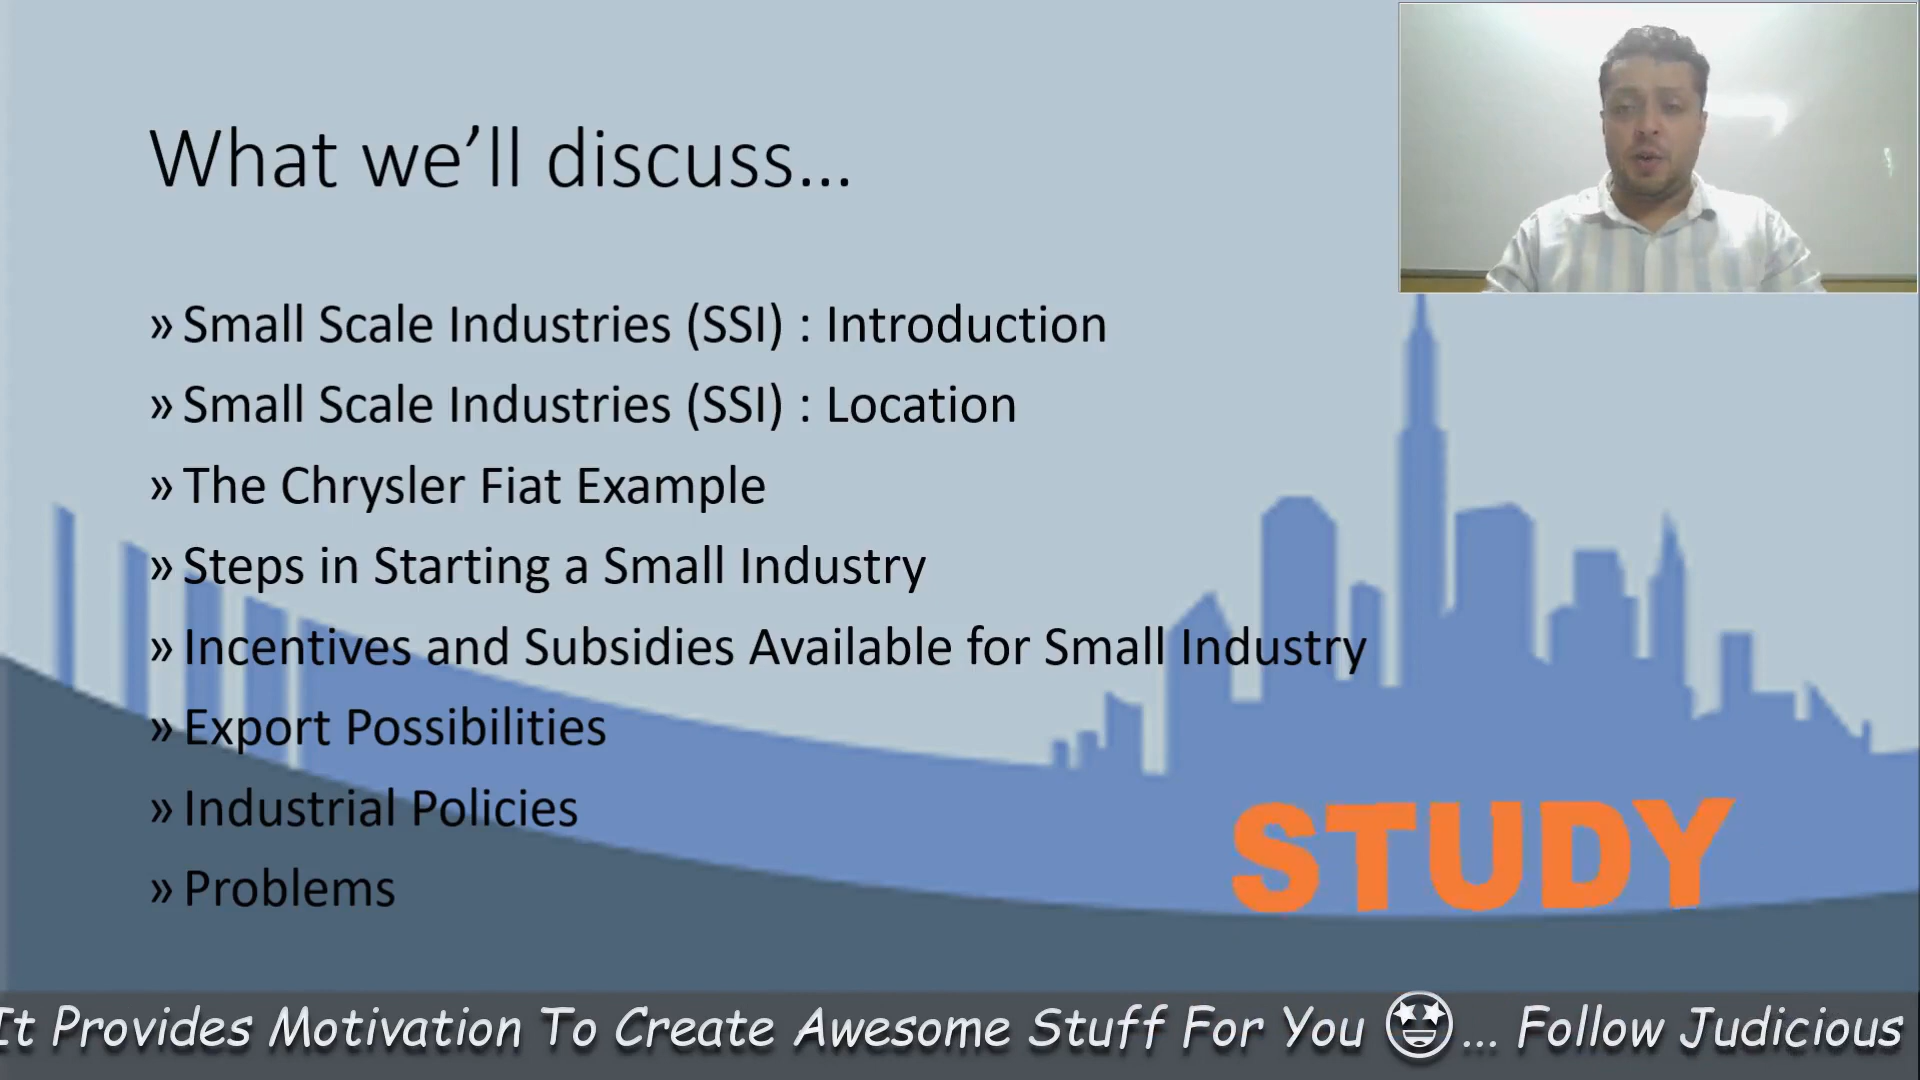 What we’ll discuss...
» Small Scale Industries (SSI) : Introduction
» Small Scale Industries (SSI) : Location
» The Chrysler Fiat Example
» Steps in Starting a Small Industry
» Incentives and Subsidies Available for Small Industry
» Export Possibilities
» Industrial Policies
» Problems
STUDY
It Provides Motivation To Create Awesome Stuff For You 🤩... Follow Judicious